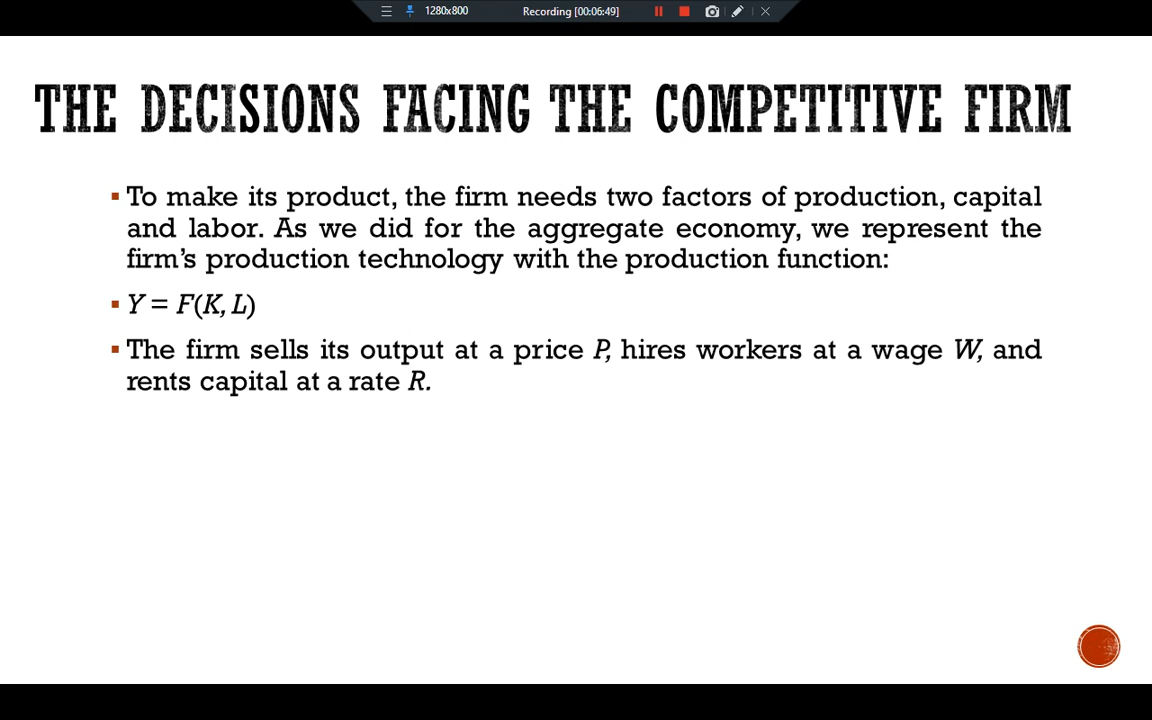 1280x800
Recording [00:06:49]
THE DECISIONS FACING THE COMPETITIVE FIRM
▪ To make its product, the firm needs two factors of production, capital
and labor. As we did for the aggregate economy, we represent the
firm’s production technology with the production function:
▪ Y = F(K, L)
▪ The firm sells its output at a price P, hires workers at a wage W, and
rents capital at a rate R.